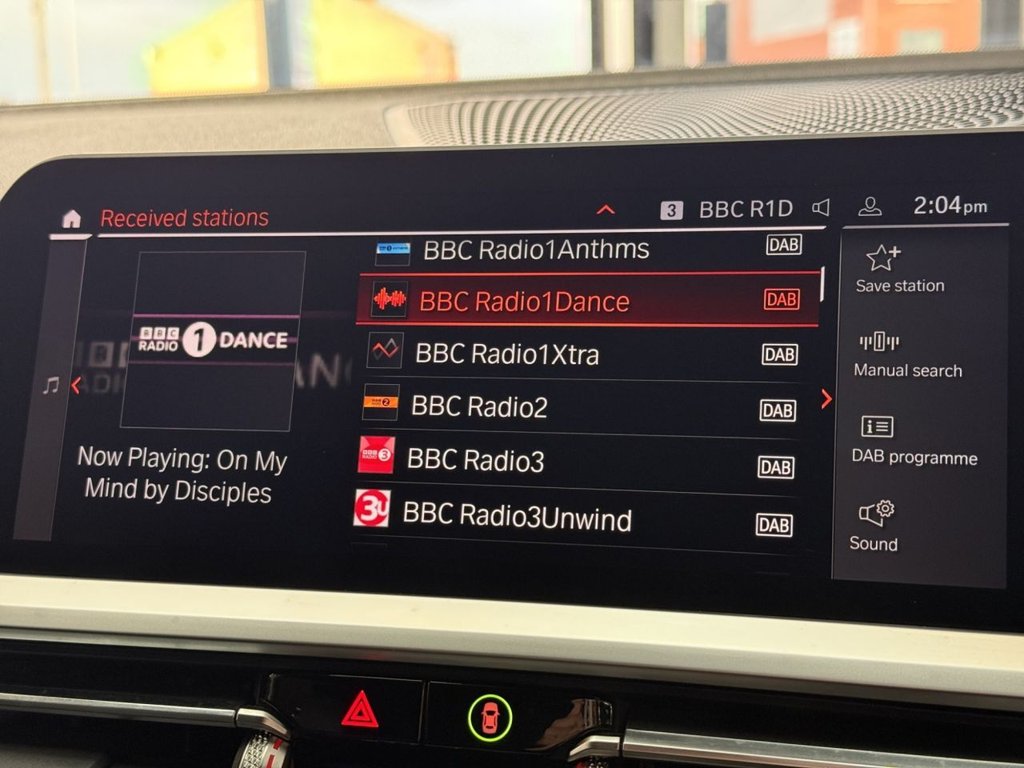 Received stations
3 BBC R1D 2:04pm
BBC RADIO 1 DANCE
Now Playing: On My
Mind by Disciples
BBC Radio1Anthms DAB
BBC Radio1Dance DAB
BBC Radio1Xtra DAB
BBC Radio2 DAB
BBC Radio3 DAB
BBC Radio3Unwind DAB
Save station
Manual search
DAB programme
Sound